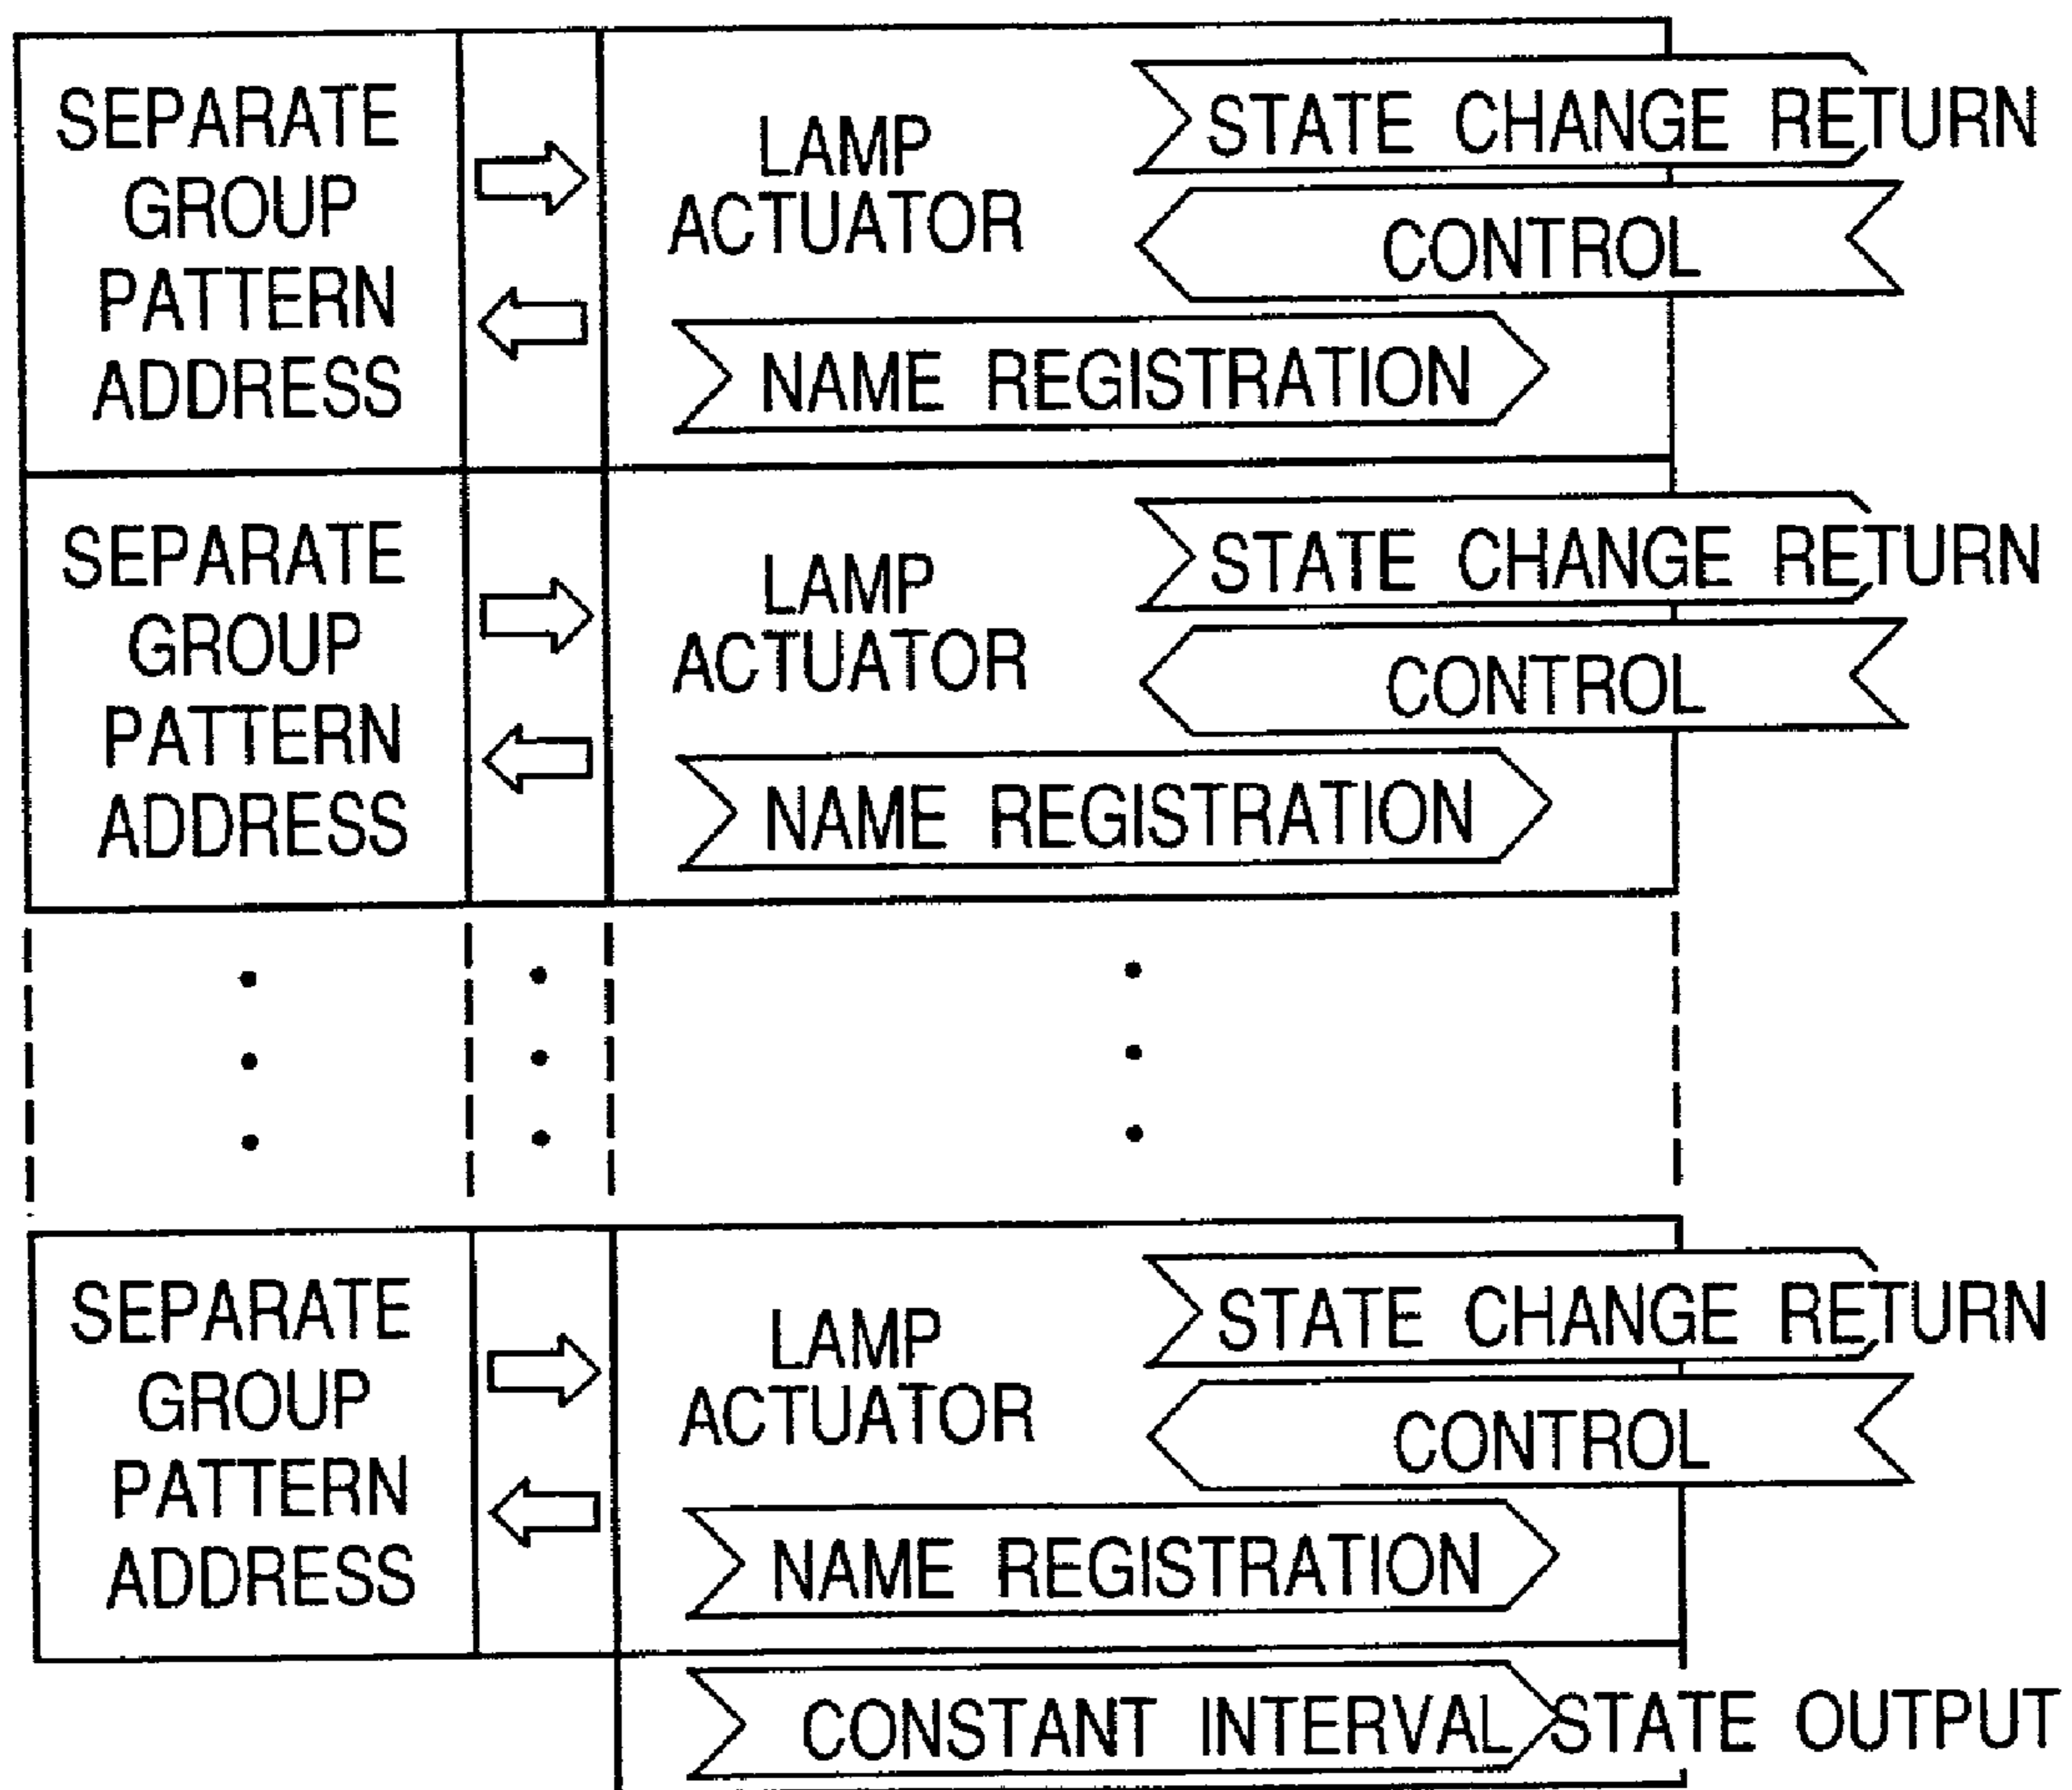 SEPARATE
GROUP
PATTERN
ADDRESS
LAMP
ACTUATOR
STATE CHANGE RETURN
CONTROL
NAME REGISTRATION
SEPARATE
GROUP
PATTERN
ADDRESS
LAMP
ACTUATOR
STATE CHANGE RETURN
CONTROL
NAME REGISTRATION
SEPARATE
GROUP
PATTERN
ADDRESS
LAMP
ACTUATOR
STATE CHANGE RETURN
CONTROL
NAME REGISTRATION
CONSTANT INTERVAL STATE OUTPUT